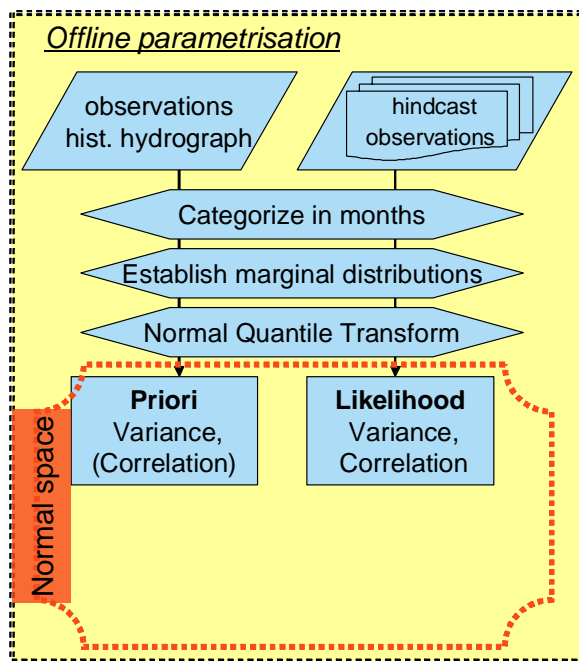 Offline parametrisation
observations
hist. hydrograph
hindcast
observations
Categorize in months
Establish marginal distributions
Normal Quantile Transform
Priori
Variance,
(Correlation)
Likelihood
Variance,
Correlation
Normal space